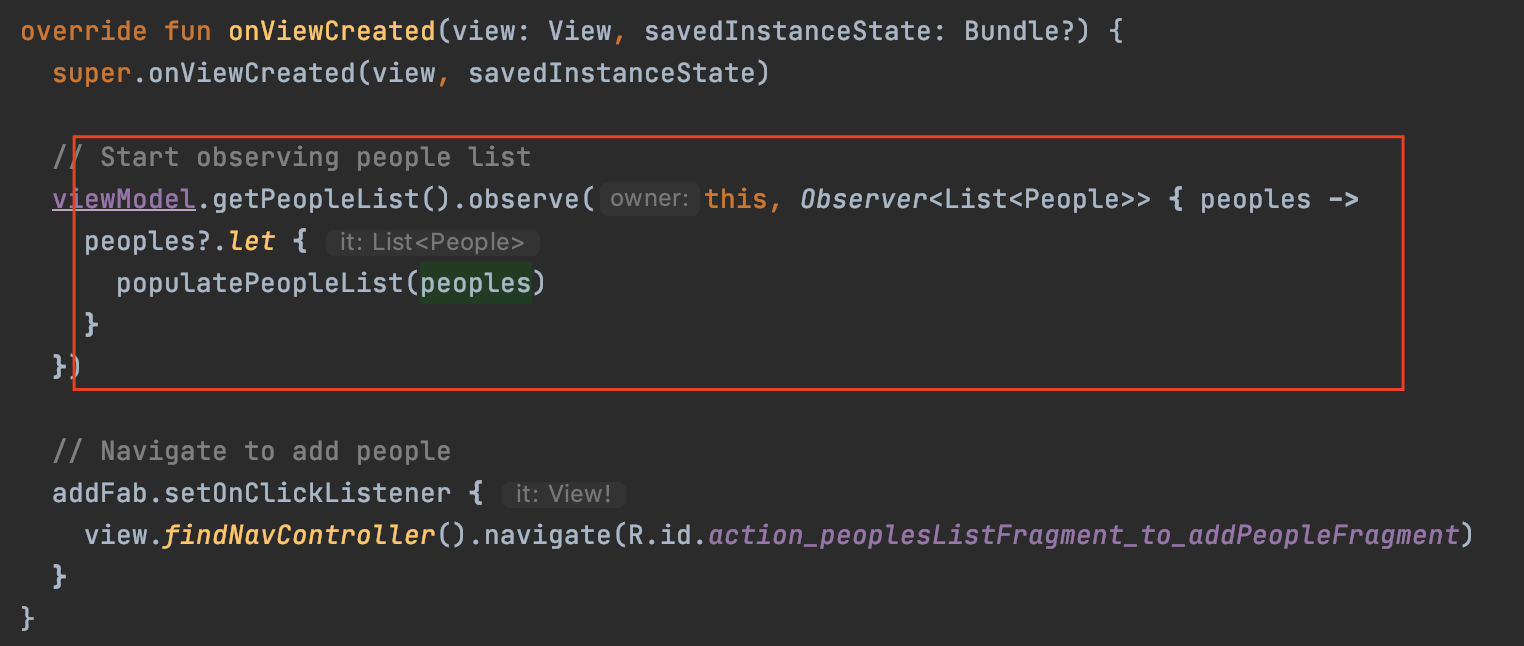 override fun onViewCreated(view: View, savedInstanceState: Bundle?) {
super.onViewCreated(view, savedInstanceState)
// Start observing people list
viewModel.getPeopleList().observe( owner: this, Observer<List<People>> { peoples ->
peoples?.let { it: List<People>
populatePeopleList(peoples)
}
})
// Navigate to add people
addFab.setOnClickListener { it: View!
view.findNavController().navigate(R.id.action_peoplesListFragment_to_addPeopleFragment)
}
}